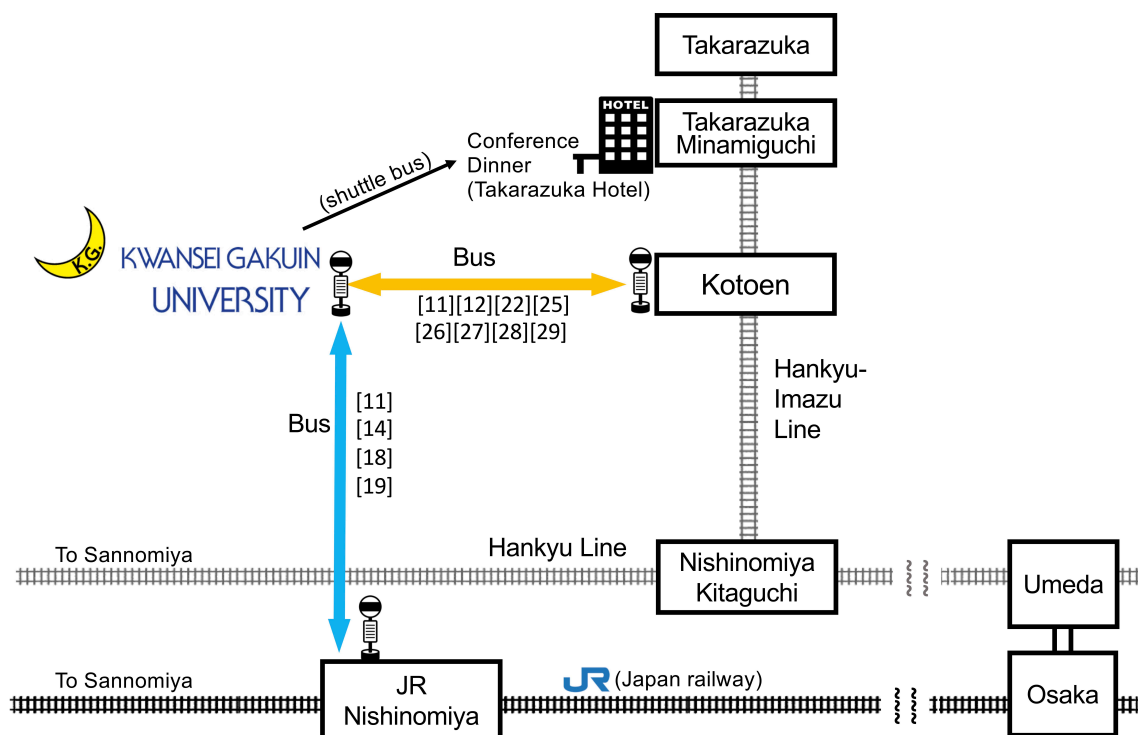 Takarazuka
HOTEL
Takarazuka
Minamiguchi
Conference
Dinner
(Takarazuka Hotel)
(shuttle bus)
K.G.
KWANSEI GAKUIN
UNIVERSITY
Bus
[11][12][22][25]
[26][27][28][29]
Kotoen
Hankyu-
Imazu
Line
Bus
[11]
[14]
[18]
[19]
To Sannomiya
Hankyu Line
Nishinomiya
Kitaguchi
Umeda
To Sannomiya
JR
Nishinomiya
JR (Japan railway)
Osaka